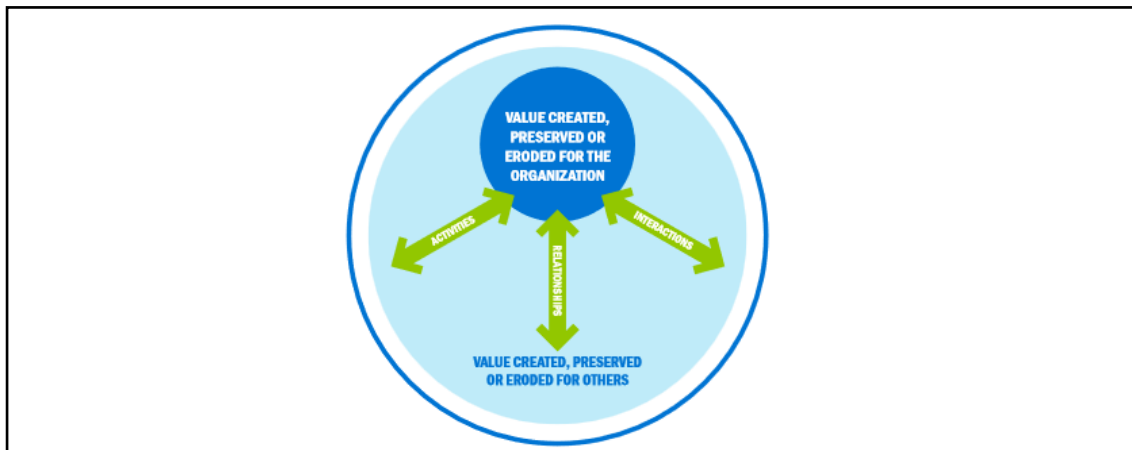 VALUE CREATED,
PRESERVED OR
ERODED FOR THE
ORGANIZATION
ACTIVITIES
RELATIONSHIPS
INTERACTIONS
VALUE CREATED, PRESERVED
OR ERODED FOR OTHERS